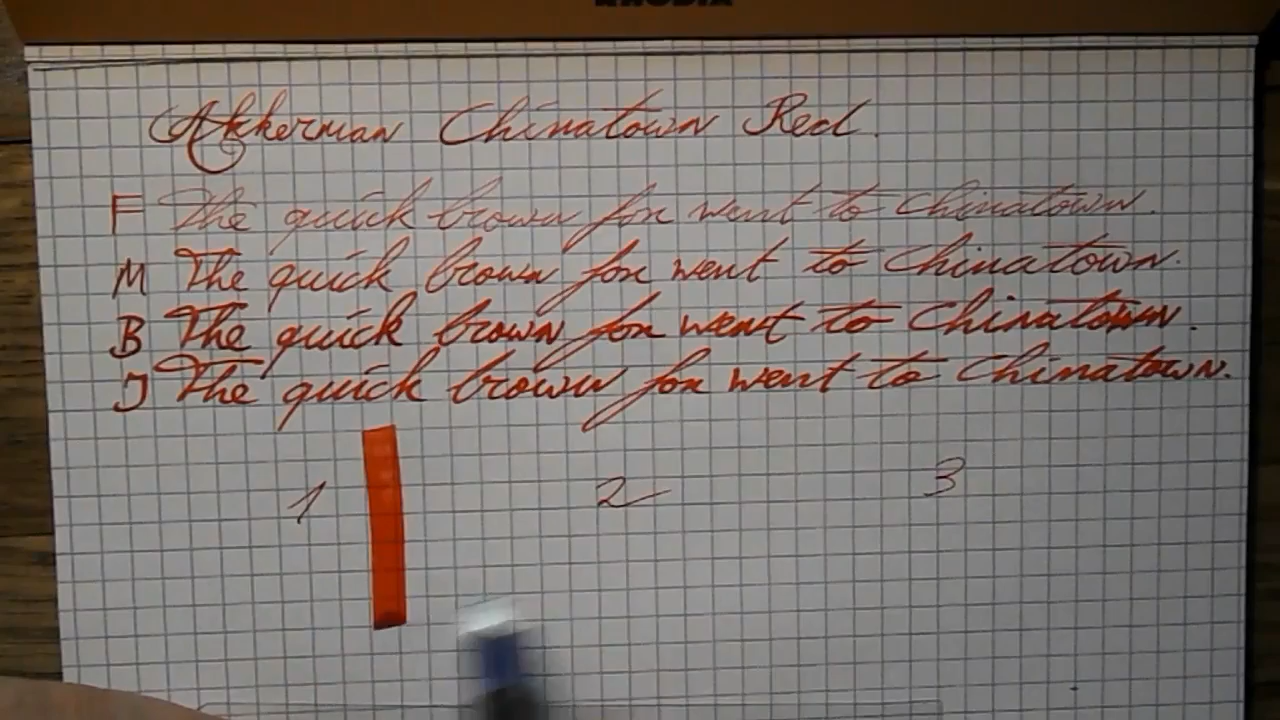 RHODIA
Akkerman Chinatown Red.
F The quick brown fox went to Chinatown.
M The quick brown fox went to Chinatown.
B The quick brown fox went to Chinatown.
J The quick brown fox went to Chinatown.
1 2 3